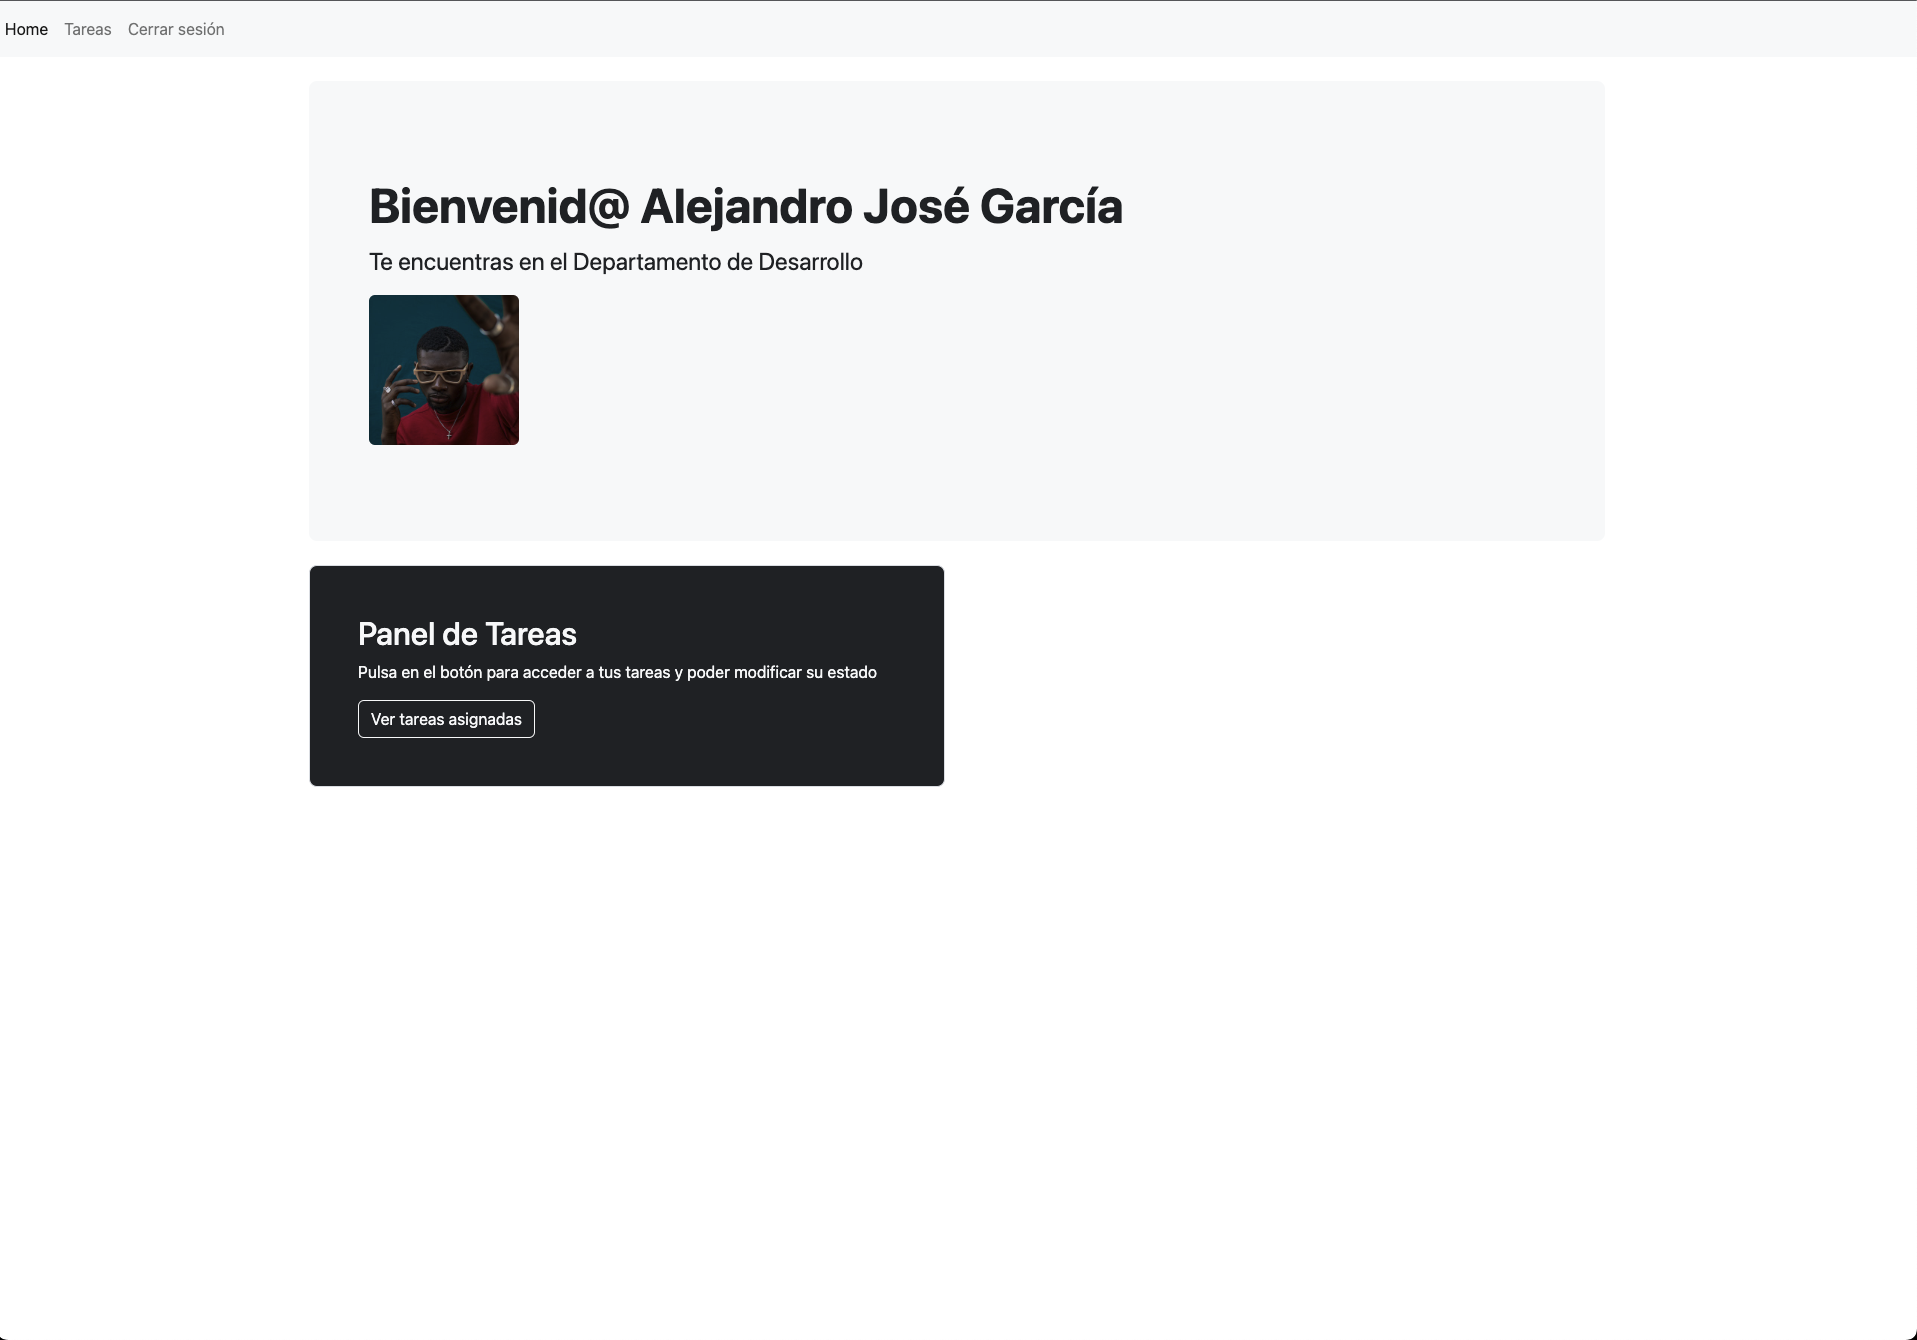 Home Tareas Cerrar sesión
Bienvenid@ Alejandro José García
Te encuentras en el Departamento de Desarrollo
Panel de Tareas
Pulsa en el botón para acceder a tus tareas y poder modificar su estado
Ver tareas asignadas